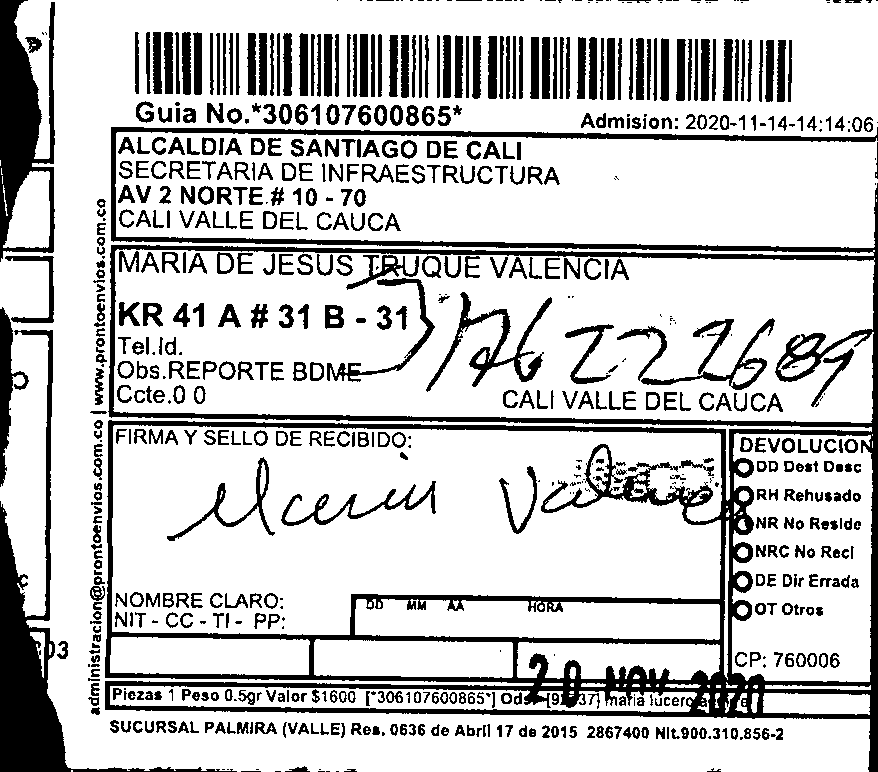 Guia No.*306107600865*
Admision: 2020-11-14-14:14:06
ALCALDIA DE SANTIAGO DE CALI
SECRETARIA DE INFRAESTRUCTURA
AV 2 NORTE # 10 - 70
CALI VALLE DEL CAUCA
MARIA DE JESUS TRUQUE VALENCIA
KR 41 A # 31 B - 31
Tel.Id.
Obs.REPORTE BDME
Ccte.0 0
CALI VALLE DEL CAUCA
FIRMA Y SELLO DE RECIBIDO:
DEVOLUCION
DD Dest Desc
RH Rehusado
NR No Reside
NRC No Recl
DE Dir Errada
OT Otros
NOMBRE CLARO:
NIT - CC - TI - PP:
DD MM AA HORA
CP: 760006
20 NOV 2020
Piezas 1 Peso 0.5gr Valor $1600 [*306107600865*] maria lucero
SUCURSAL PALMIRA (VALLE) Res. 0636 de Abril 17 de 2015 2867400 Nit.900.310.856-2
administracion@prontoenvios.com.co | www.prontoenvios.com.co